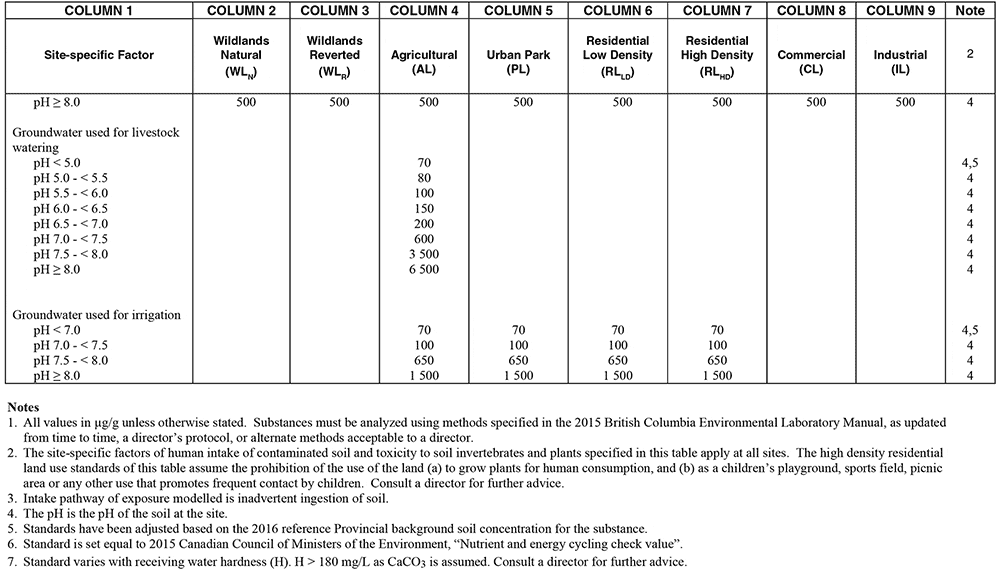 COLUMN 1 COLUMN 2 COLUMN 3 COLUMN 4 COLUMN 5 COLUMN 6 COLUMN 7 COLUMN 8 COLUMN 9 Note
Site-specific Factor Wildlands Natural (WLN) Wildlands Reverted (WLR) Agricultural (AL) Urban Park (PL) Residential Low Density (RLLD) Residential High Density (RLHD) Commercial (CL) Industrial (IL) 2
pH ≥ 8.0 500 500 500 500 500 500 500 500 4
Groundwater used for livestock
watering
pH < 5.0 70 4,5
pH 5.0 - < 5.5 80 4
pH 5.5 - < 6.0 100 4
pH 6.0 - < 6.5 150 4
pH 6.5 - < 7.0 200 4
pH 7.0 - < 7.5 600 4
pH 7.5 - < 8.0 3 500 4
pH ≥ 8.0 6 500 4
Groundwater used for irrigation
pH < 7.0 70 70 70 70 4,5
pH 7.0 - < 7.5 100 100 100 100 4
pH 7.5 - < 8.0 650 650 650 650 4
pH ≥ 8.0 1 500 1 500 1 500 1 500 4
Notes
1. All values in µg/g unless otherwise stated. Substances must be analyzed using methods specified in the 2015 British Columbia Environmental Laboratory Manual, as updated
from time to time, a director's protocol, or alternate methods acceptable to a director.
2. The site-specific factors of human intake of contaminated soil and toxicity to soil invertebrates and plants specified in this table apply at all sites. The high density residential
land use standards of this table assume the prohibition of the use of the land (a) to grow plants for human consumption, and (b) as a children's playground, sports field, picnic
area or any other use that promotes frequent contact by children. Consult a director for further advice.
3. Intake pathway of exposure modelled is inadvertent ingestion of soil.
4. The pH is the pH of the soil at the site.
5. Standards have been adjusted based on the 2016 reference Provincial background soil concentration for the substance.
6. Standard is set equal to 2015 Canadian Council of Ministers of the Environment, "Nutrient and energy cycling check value".
7. Standard varies with receiving water hardness (H). H > 180 mg/L as CaCO3 is assumed. Consult a director for further advice.